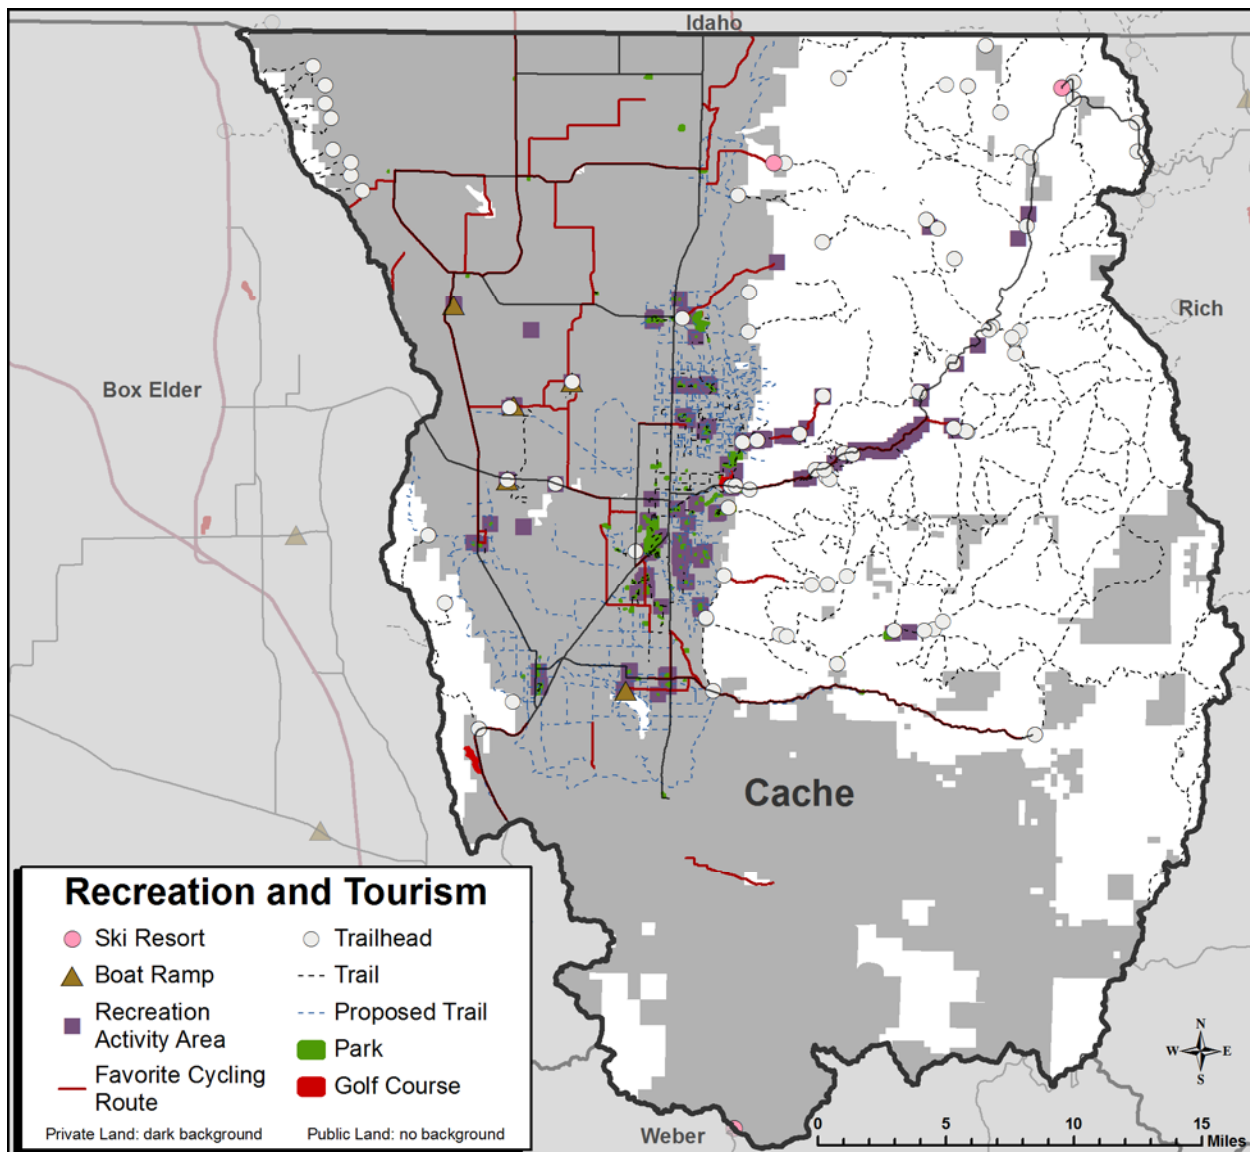 Idaho
Rich
Box Elder
Cache
Recreation and Tourism
Ski Resort
Trailhead
Boat Ramp
Trail
Recreation
Activity Area
Proposed Trail
Park
Favorite Cycling
Route
Golf Course
Private Land: dark background
Public Land: no background
Weber
N
W
E
S
0
5
10
15
Miles